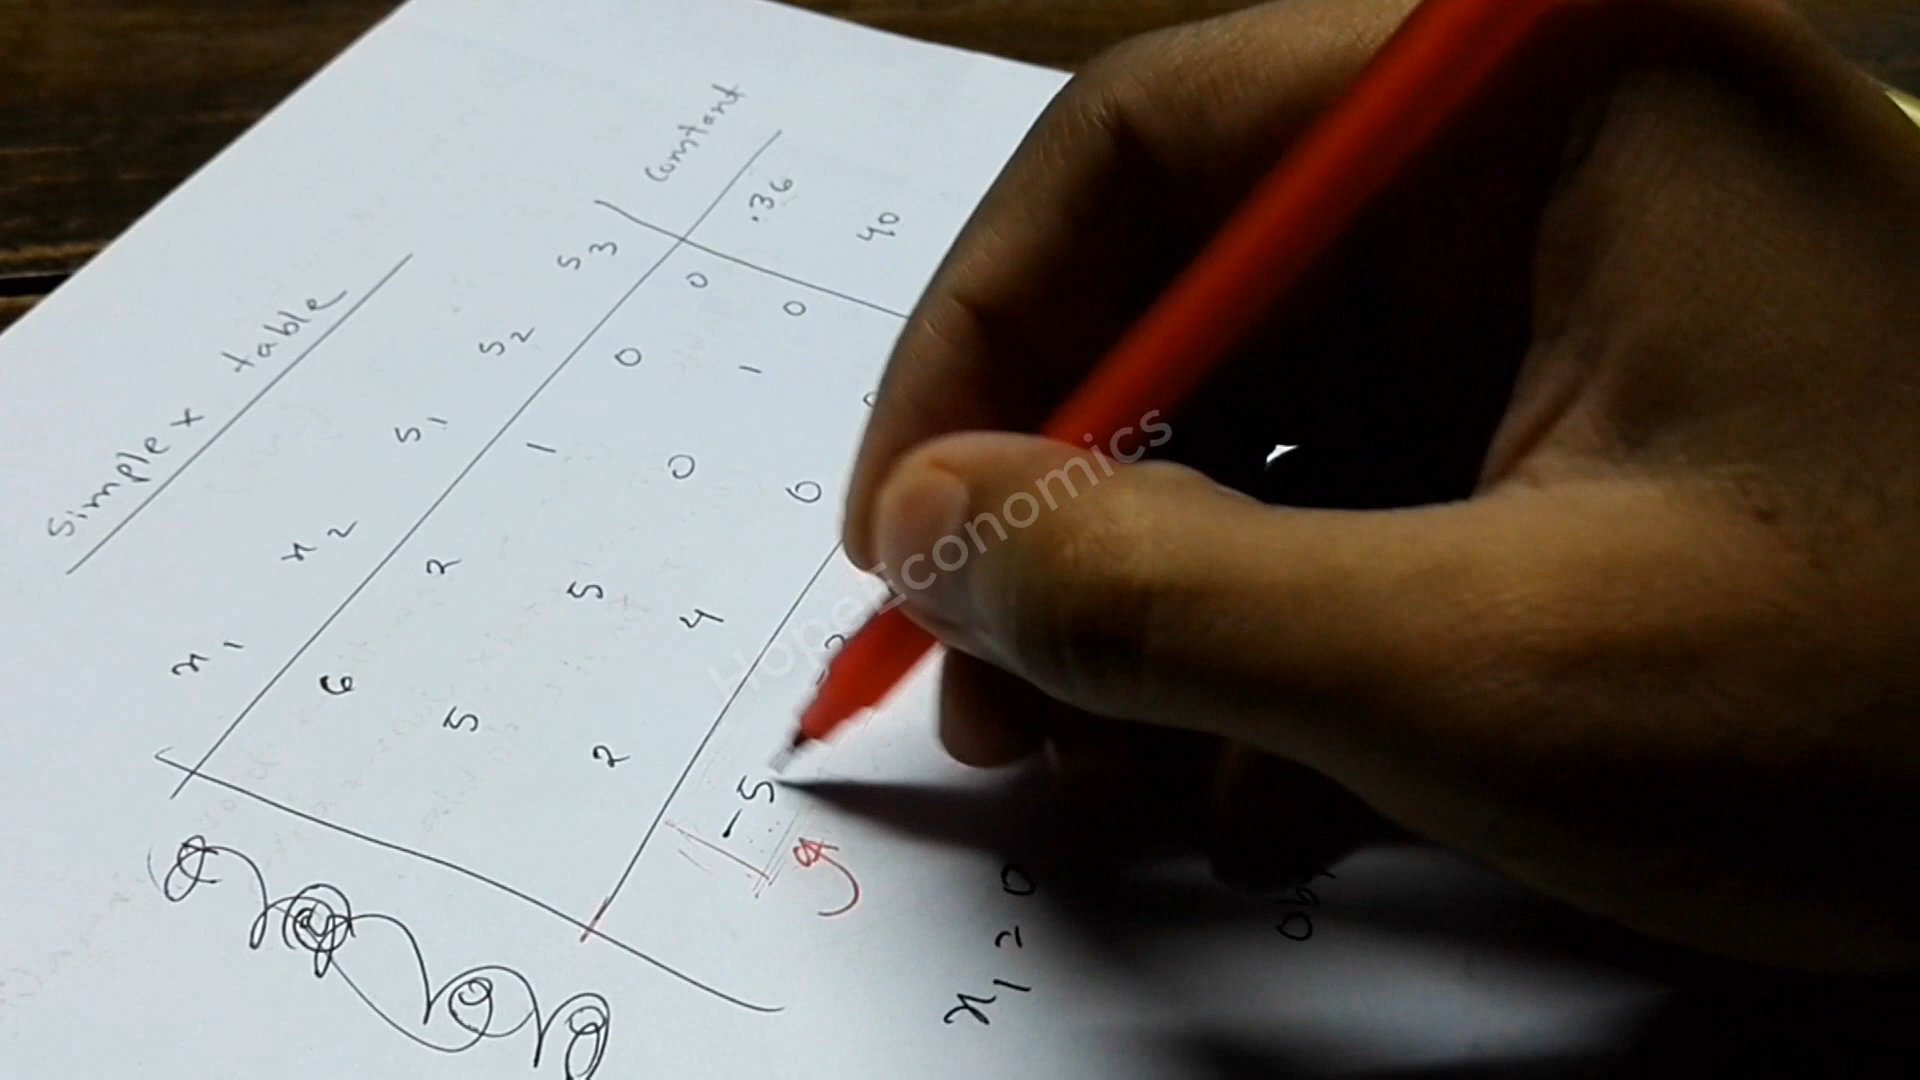 Simplex table
x1 x2 s1 s2 s3 Constant
6 2 1 0 0 .36
5 5 0 1 0 40
2 4 0
-5
x1 = 0
HopeEconomics